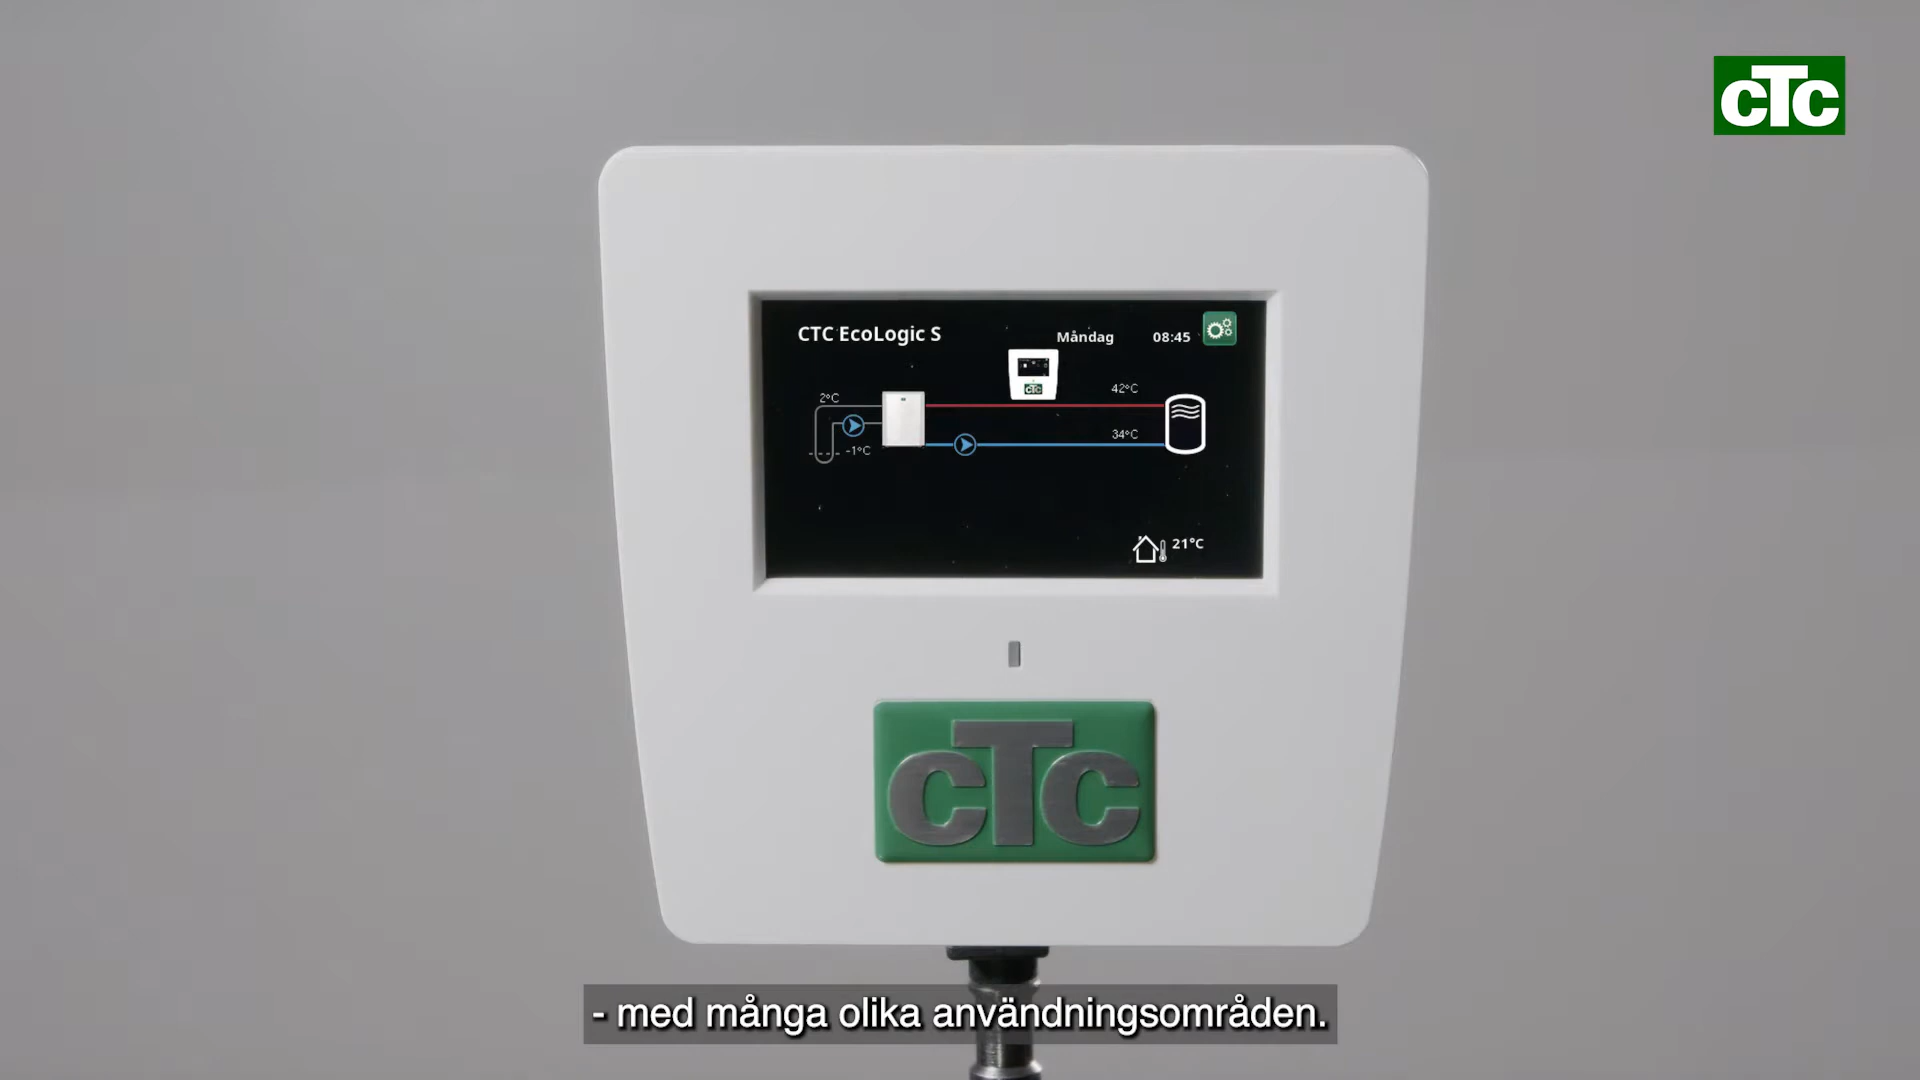 cTc
CTC EcoLogic S
Måndag 08:45
2°C
42°C
34°C
-1°C
21°C
cTc
- med många olika användningsområden.